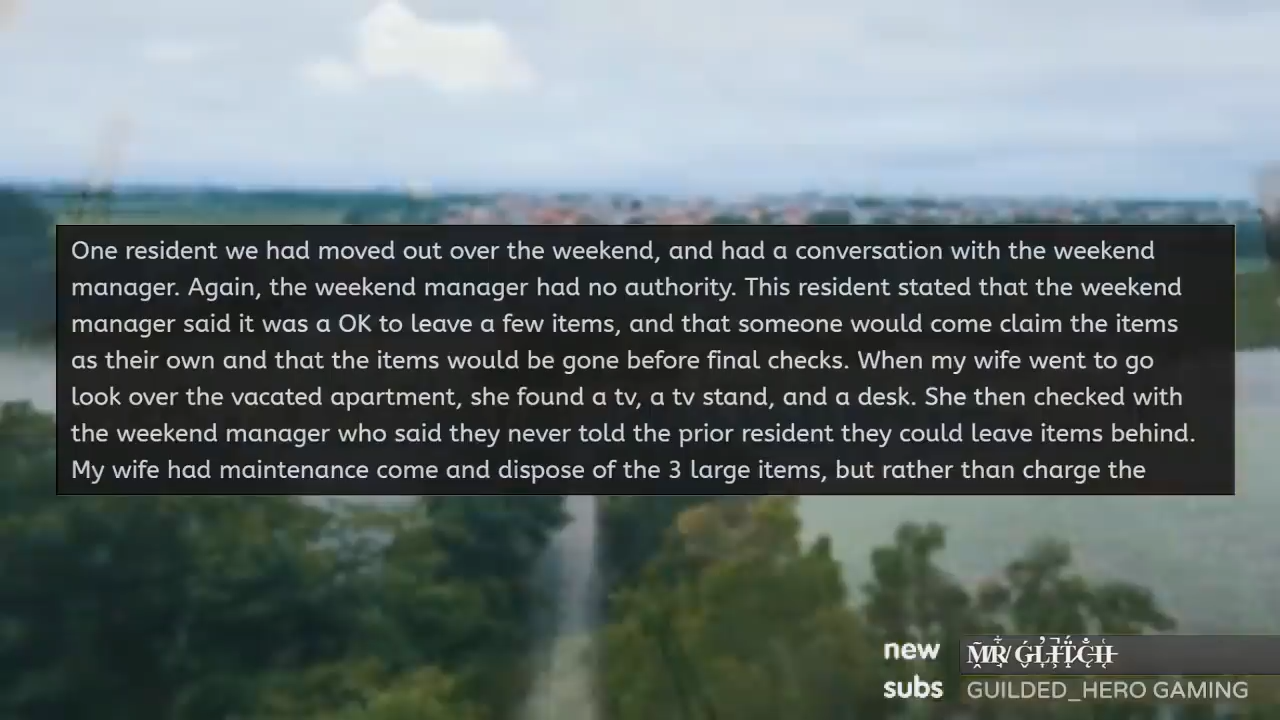 One resident we had moved out over the weekend, and had a conversation with the weekend
manager. Again, the weekend manager had no authority. This resident stated that the weekend
manager said it was a OK to leave a few items, and that someone would come claim the items
as their own and that the items would be gone before final checks. When my wife went to go
look over the vacated apartment, she found a tv, a tv stand, and a desk. She then checked with
the weekend manager who said they never told the prior resident they could leave items behind.
My wife had maintenance come and dispose of the 3 large items, but rather than charge the
new
subs
MR GLITCH
GUILDED_HERO GAMING